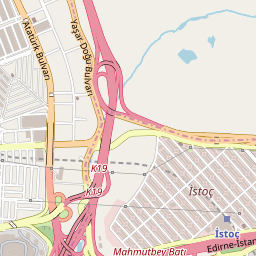 Atatürk Bulvarı
Yaşar Doğu Bulvarı
K19
K19
İstoç
İstoç
Edirne-İstan
Mahmutbey Batı